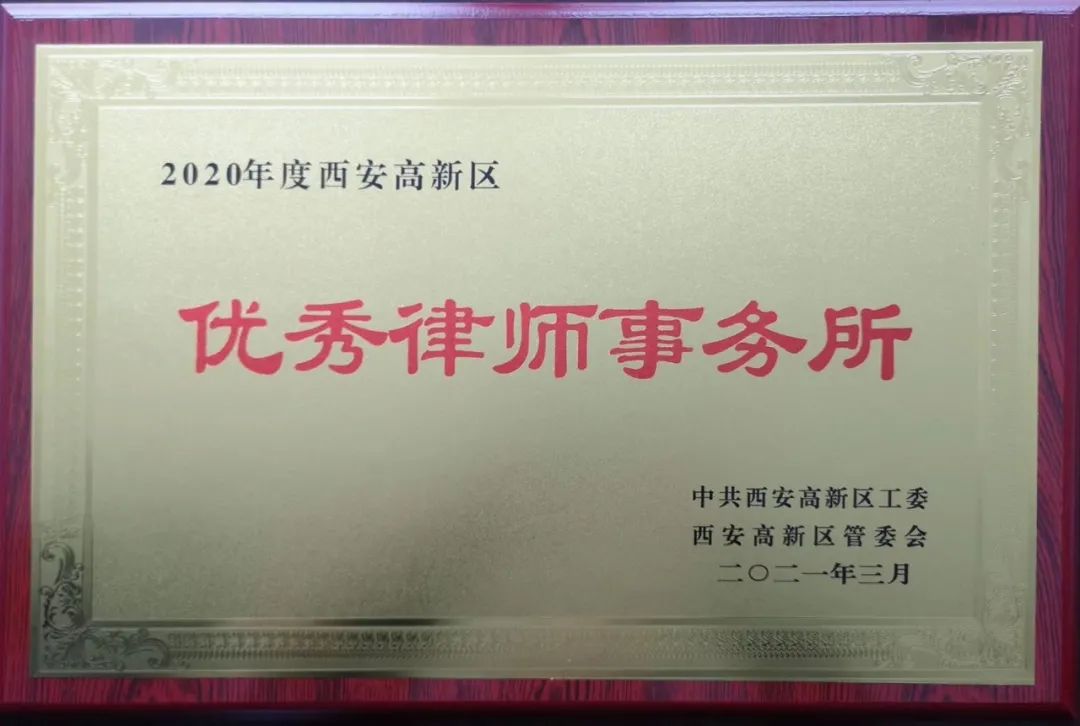 2020年度西安高新区
优秀律师事务所
中共西安高新区工委
西安高新区管委会
二〇二一年三月